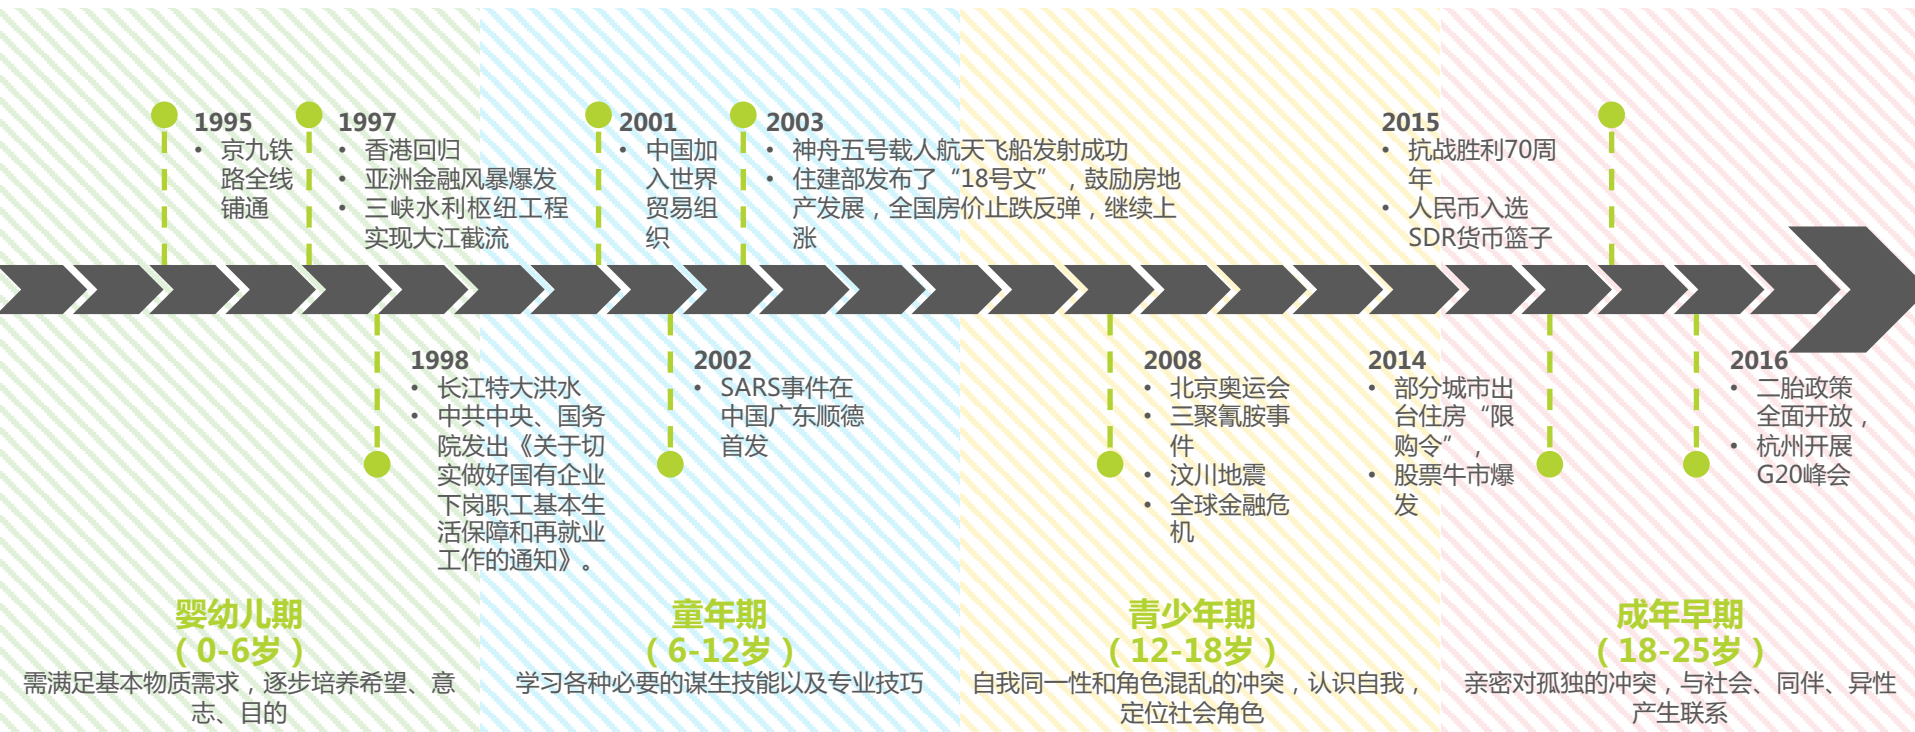 1995
• 京九铁
路全线
铺通
1997
• 香港回归
• 亚洲金融风暴爆发
• 三峡水利枢纽工程
实现大江截流
2001
• 中国加
入世界
贸易组
织
2003
• 神舟五号载人航天飞船发射成功
• 住建部发布了“18号文”，鼓励房地
产发展，全国房价止跌反弹，继续上
涨
2015
• 抗战胜利70周
年
• 人民币入选
SDR货币篮子
1998
• 长江特大洪水
• 中共中央、国务
院发出《关于切
实做好国有企业
下岗职工基本生
活保障和再就业
工作的通知》。
2002
• SARS事件在
中国广东顺德
首发
2008
• 北京奥运会
• 三聚氰胺事
件
• 汶川地震
• 全球金融危
机
2014
• 部分城市出
台住房“限
购令”，
• 股票牛市爆
发
2016
• 二胎政策
全面开放，
• 杭州开展
G20峰会
婴幼儿期
（0-6岁）
需满足基本物质需求，逐步培养希望、意
志、目的
童年期
（6-12岁）
学习各种必要的谋生技能以及专业技巧
青少年期
（12-18岁）
自我同一性和角色混乱的冲突，认识自我，
定位社会角色
成年早期
（18-25岁）
亲密对孤独的冲突，与社会、同伴、异性
产生联系